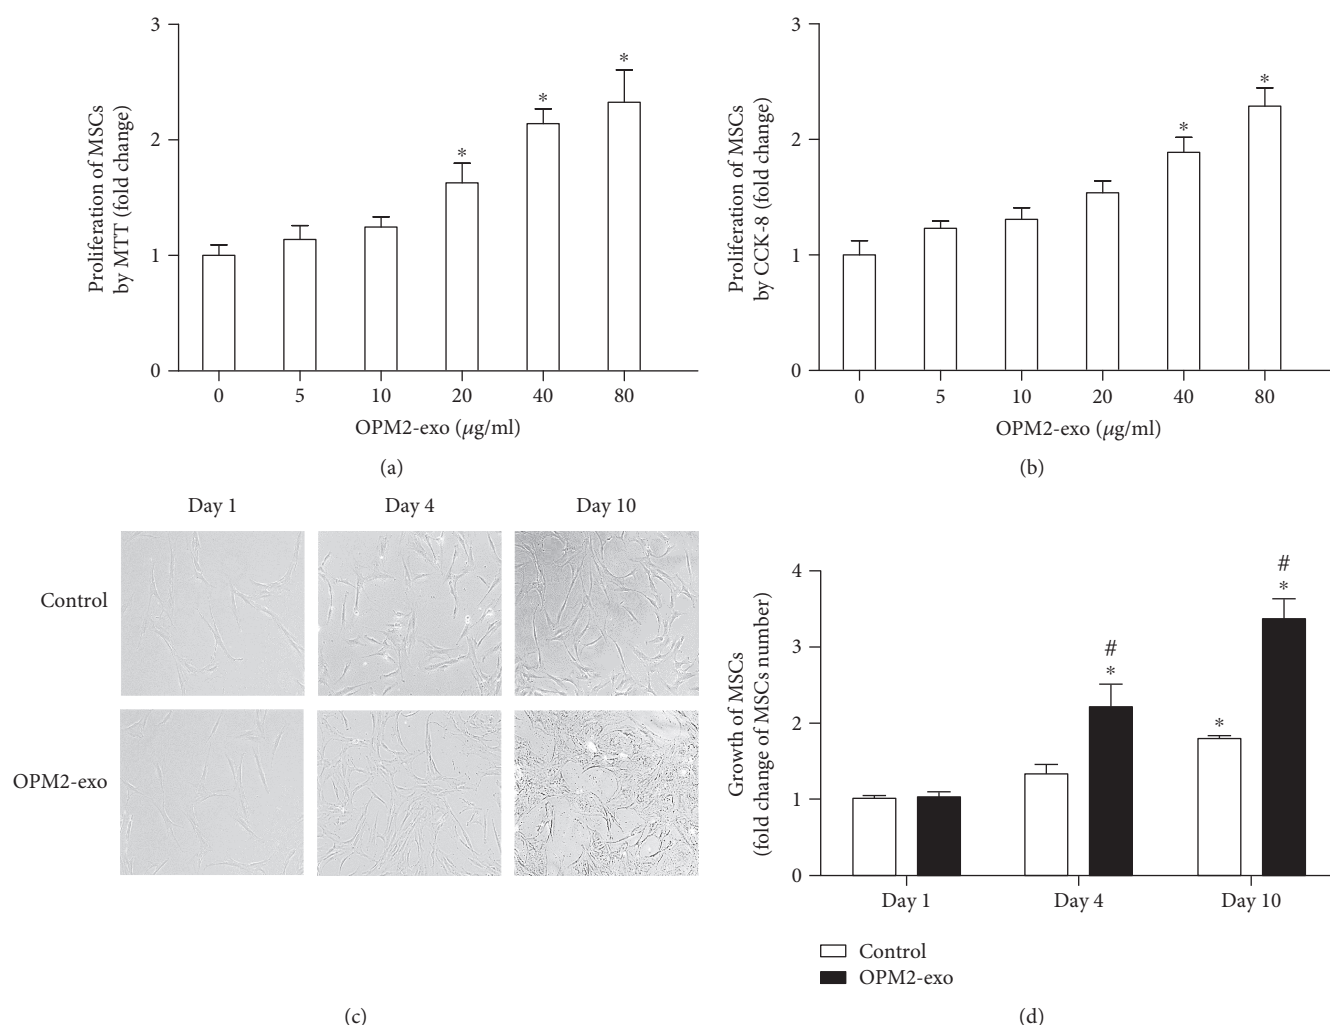 3
2
1
0
Proliferation of MSCs
by MTT (fold change)
*
*
*
0 5 10 20 40 80
OPM2-exo (μg/ml)
(a)
3
2
1
0
Proliferation of MSCs
by CCK-8 (fold change)
*
*
0 5 10 20 40 80
OPM2-exo (μg/ml)
(b)
Day 1 Day 4 Day 10
Control
OPM2-exo
(c)
4
3
2
1
0
Growth of MSCs
(fold change of MSCs number)
#
*
*
#
*
Day 1 Day 4 Day 10
Control
OPM2-exo
(d)